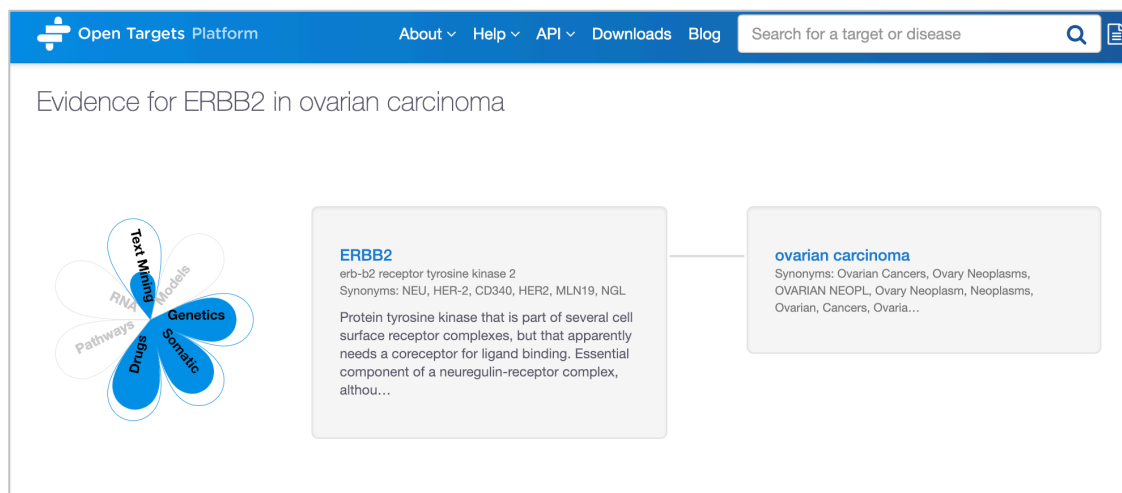 Open Targets Platform
About Help API Downloads Blog
Search for a target or disease
Evidence for ERBB2 in ovarian carcinoma
Text Mining
Models
RNA
Genetics
Pathways
Somatic
Drugs
ERBB2
erb-b2 receptor tyrosine kinase 2
Synonyms: NEU, HER-2, CD340, HER2, MLN19, NGL
Protein tyrosine kinase that is part of several cell
surface receptor complexes, but that apparently
needs a coreceptor for ligand binding. Essential
component of a neuregulin-receptor complex,
althou…
ovarian carcinoma
Synonyms: Ovarian Cancers, Ovary Neoplasms,
OVARIAN NEOPL, Ovary Neoplasm, Neoplasms,
Ovarian, Cancers, Ovaria…